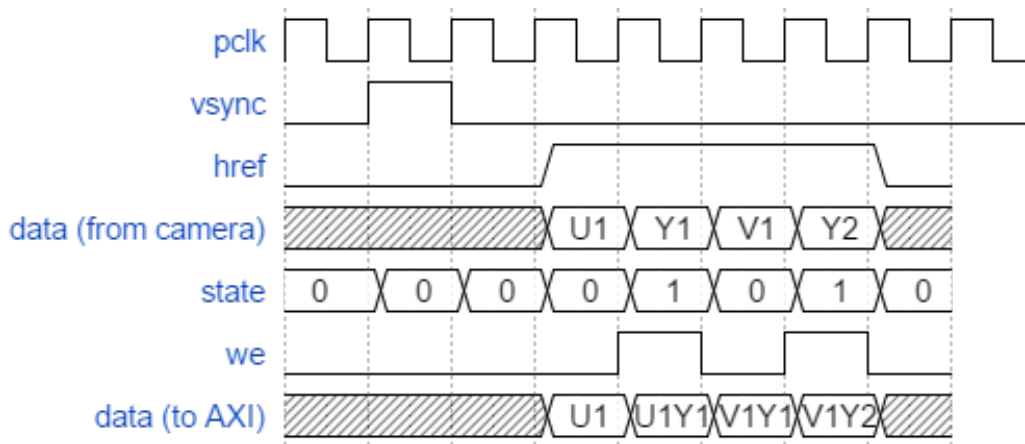 pclk
vsync
href
data (from camera) U1 Y1 V1 Y2
state 0 0 0 0 1 0 1 0
we
data (to AXI) U1 U1Y1 V1Y1 V1Y2